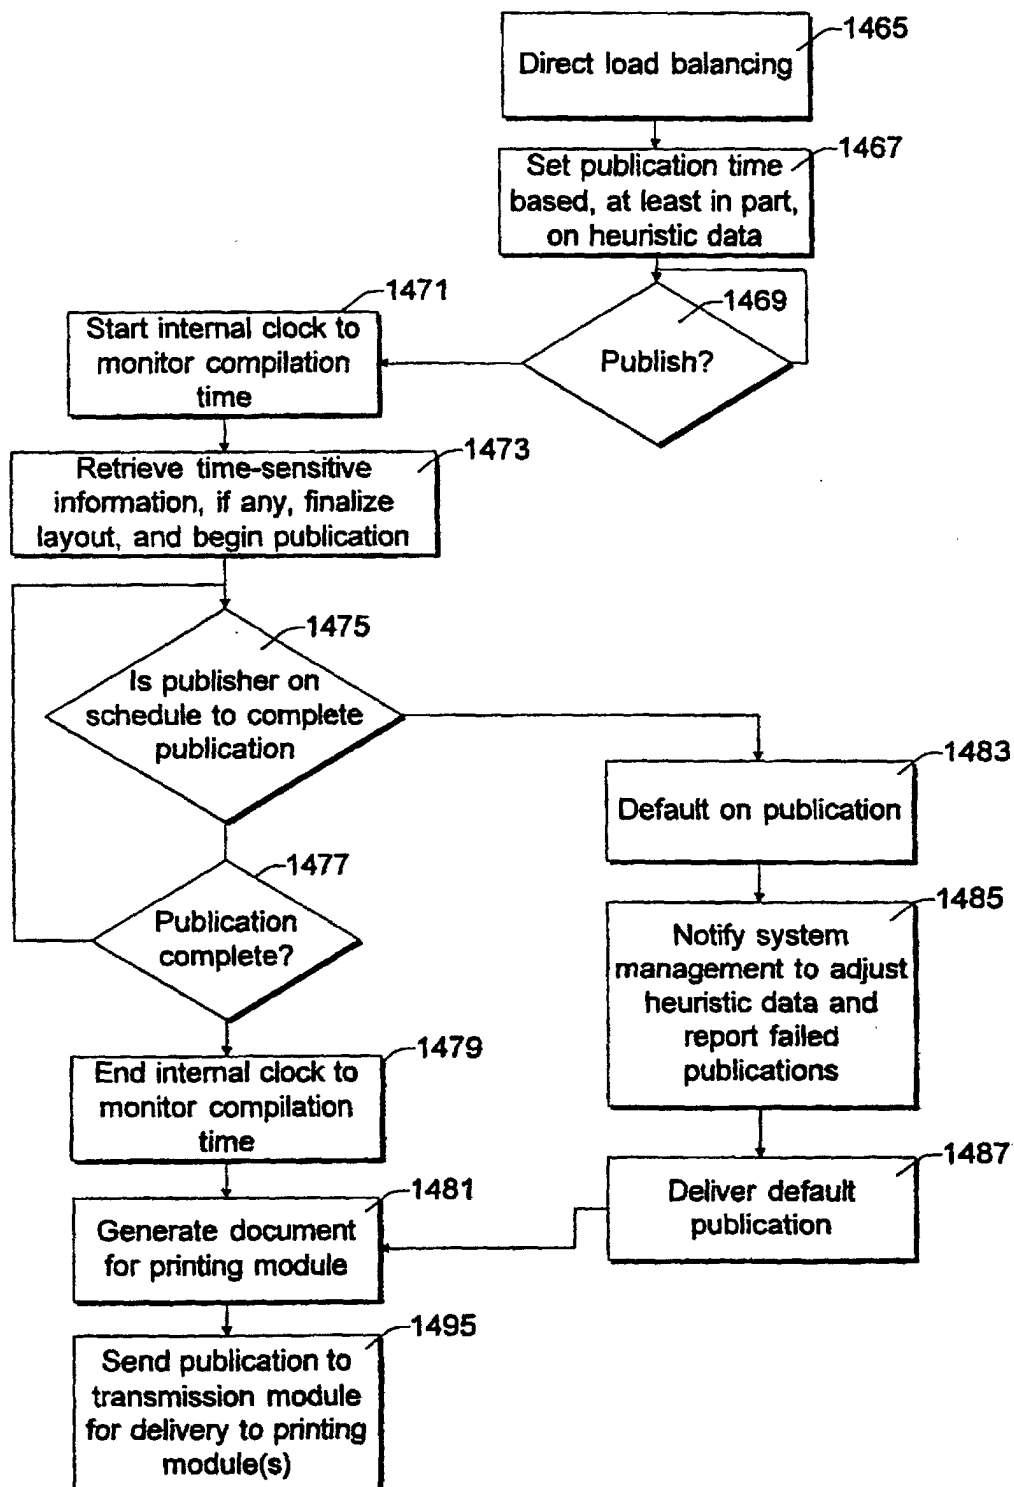 1465
Direct load balancing
1467
Set publication time
based, at least in part,
on heuristic data
1469
Publish?
1471
Start internal clock to
monitor compilation
time
1473
Retrieve time-sensitive
information, if any, finalize
layout, and begin publication
1475
Is publisher on
schedule to complete
publication
1477
Publication
complete?
1479
End internal clock to
monitor compilation
time
1481
Generate document
for printing module
1495
Send publication to
transmission module
for delivery to printing
module(s)
1483
Default on publication
1485
Notify system
management to adjust
heuristic data and
report failed
publications
1487
Deliver default
publication